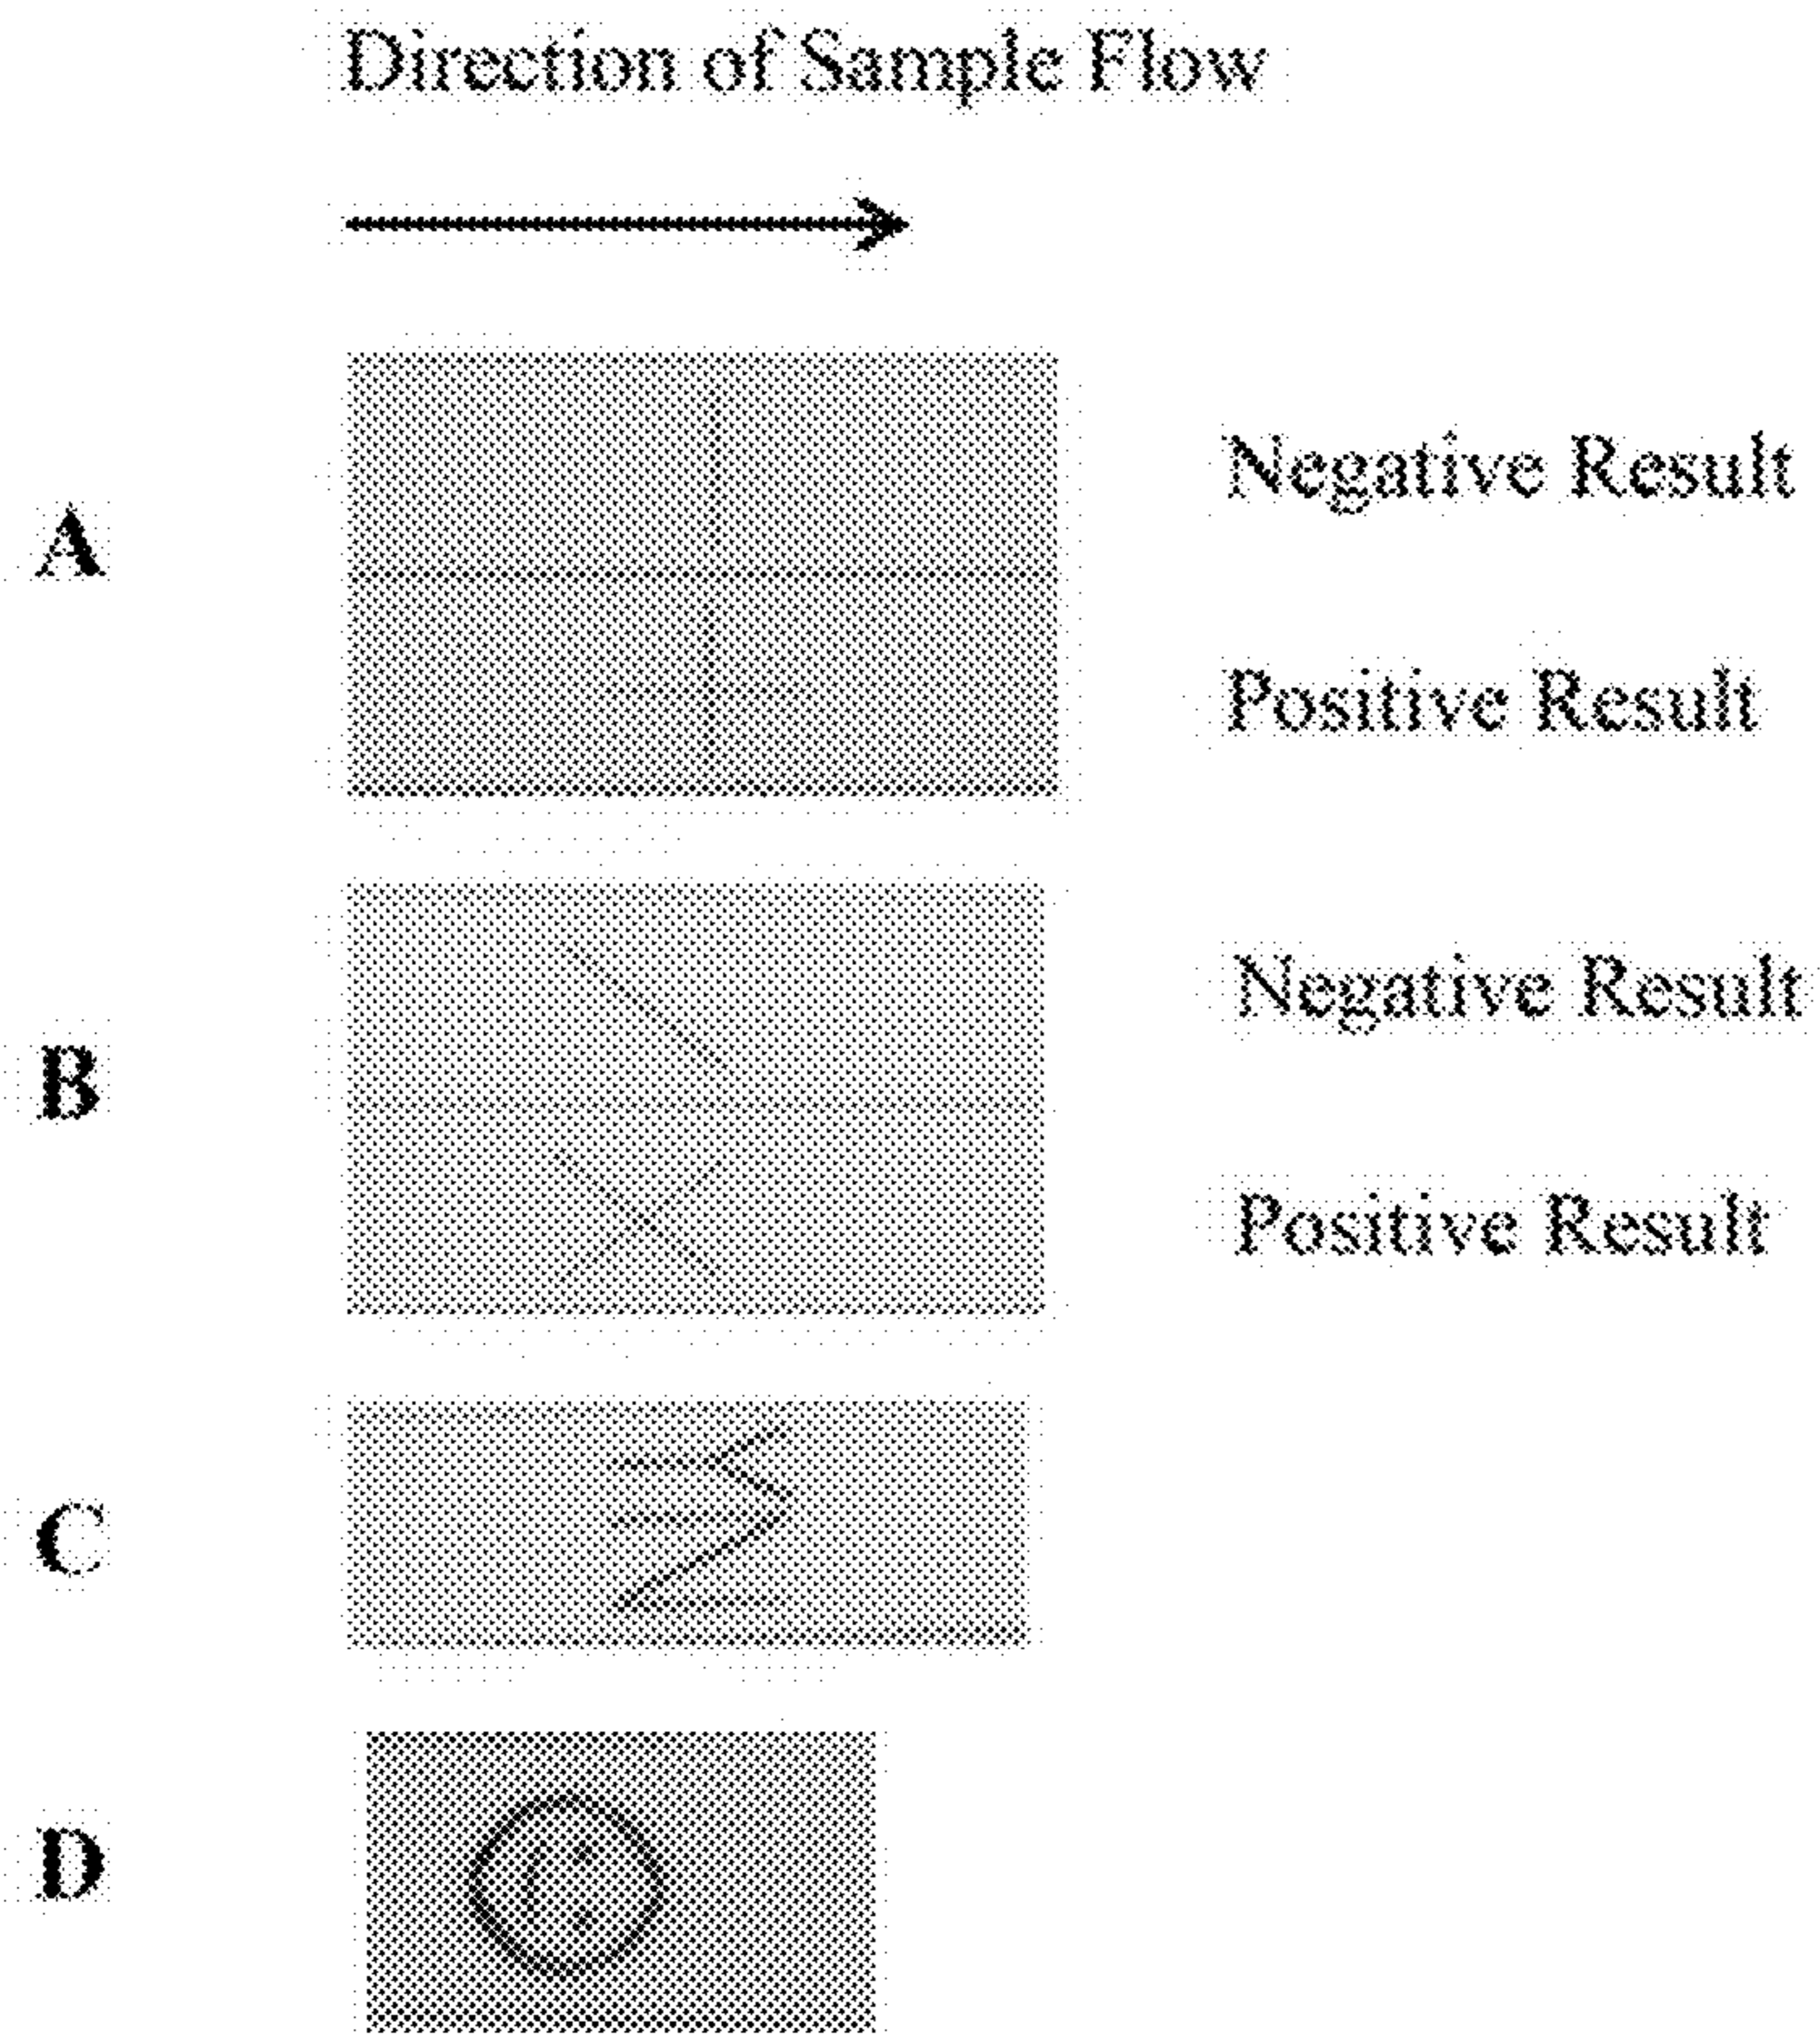 Direction of Sample Flow
A
Negative Result
Positive Result
B
Negative Result
Positive Result
C
D
C